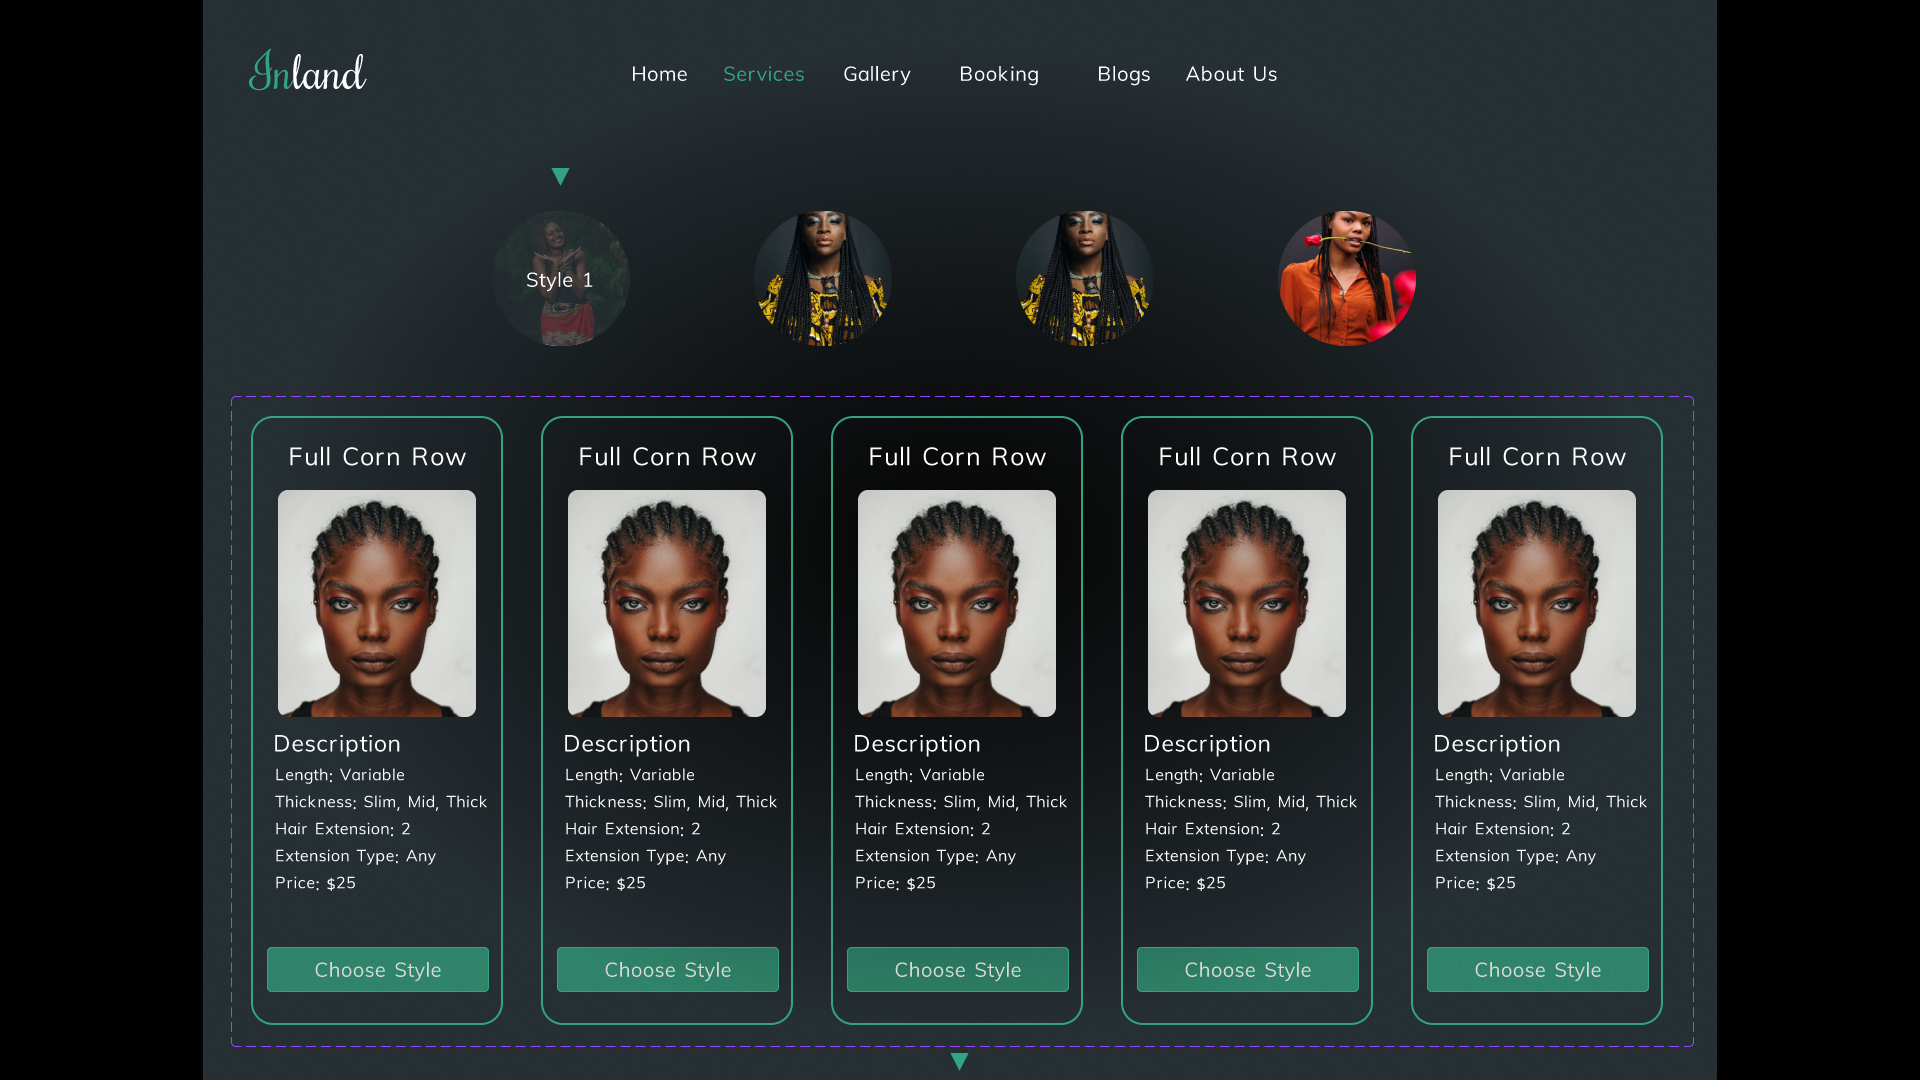 Inland
Home Services Gallery Booking Blogs About Us
Style 1
Full Corn Row
Description
Length: Variable
Thickness: Slim, Mid, Thick
Hair Extension: 2
Extension Type: Any
Price: $25
Choose Style
Full Corn Row
Description
Length: Variable
Thickness: Slim, Mid, Thick
Hair Extension: 2
Extension Type: Any
Price: $25
Choose Style
Full Corn Row
Description
Length: Variable
Thickness: Slim, Mid, Thick
Hair Extension: 2
Extension Type: Any
Price: $25
Choose Style
Full Corn Row
Description
Length: Variable
Thickness: Slim, Mid, Thick
Hair Extension: 2
Extension Type: Any
Price: $25
Choose Style
Full Corn Row
Description
Length: Variable
Thickness: Slim, Mid, Thick
Hair Extension: 2
Extension Type: Any
Price: $25
Choose Style